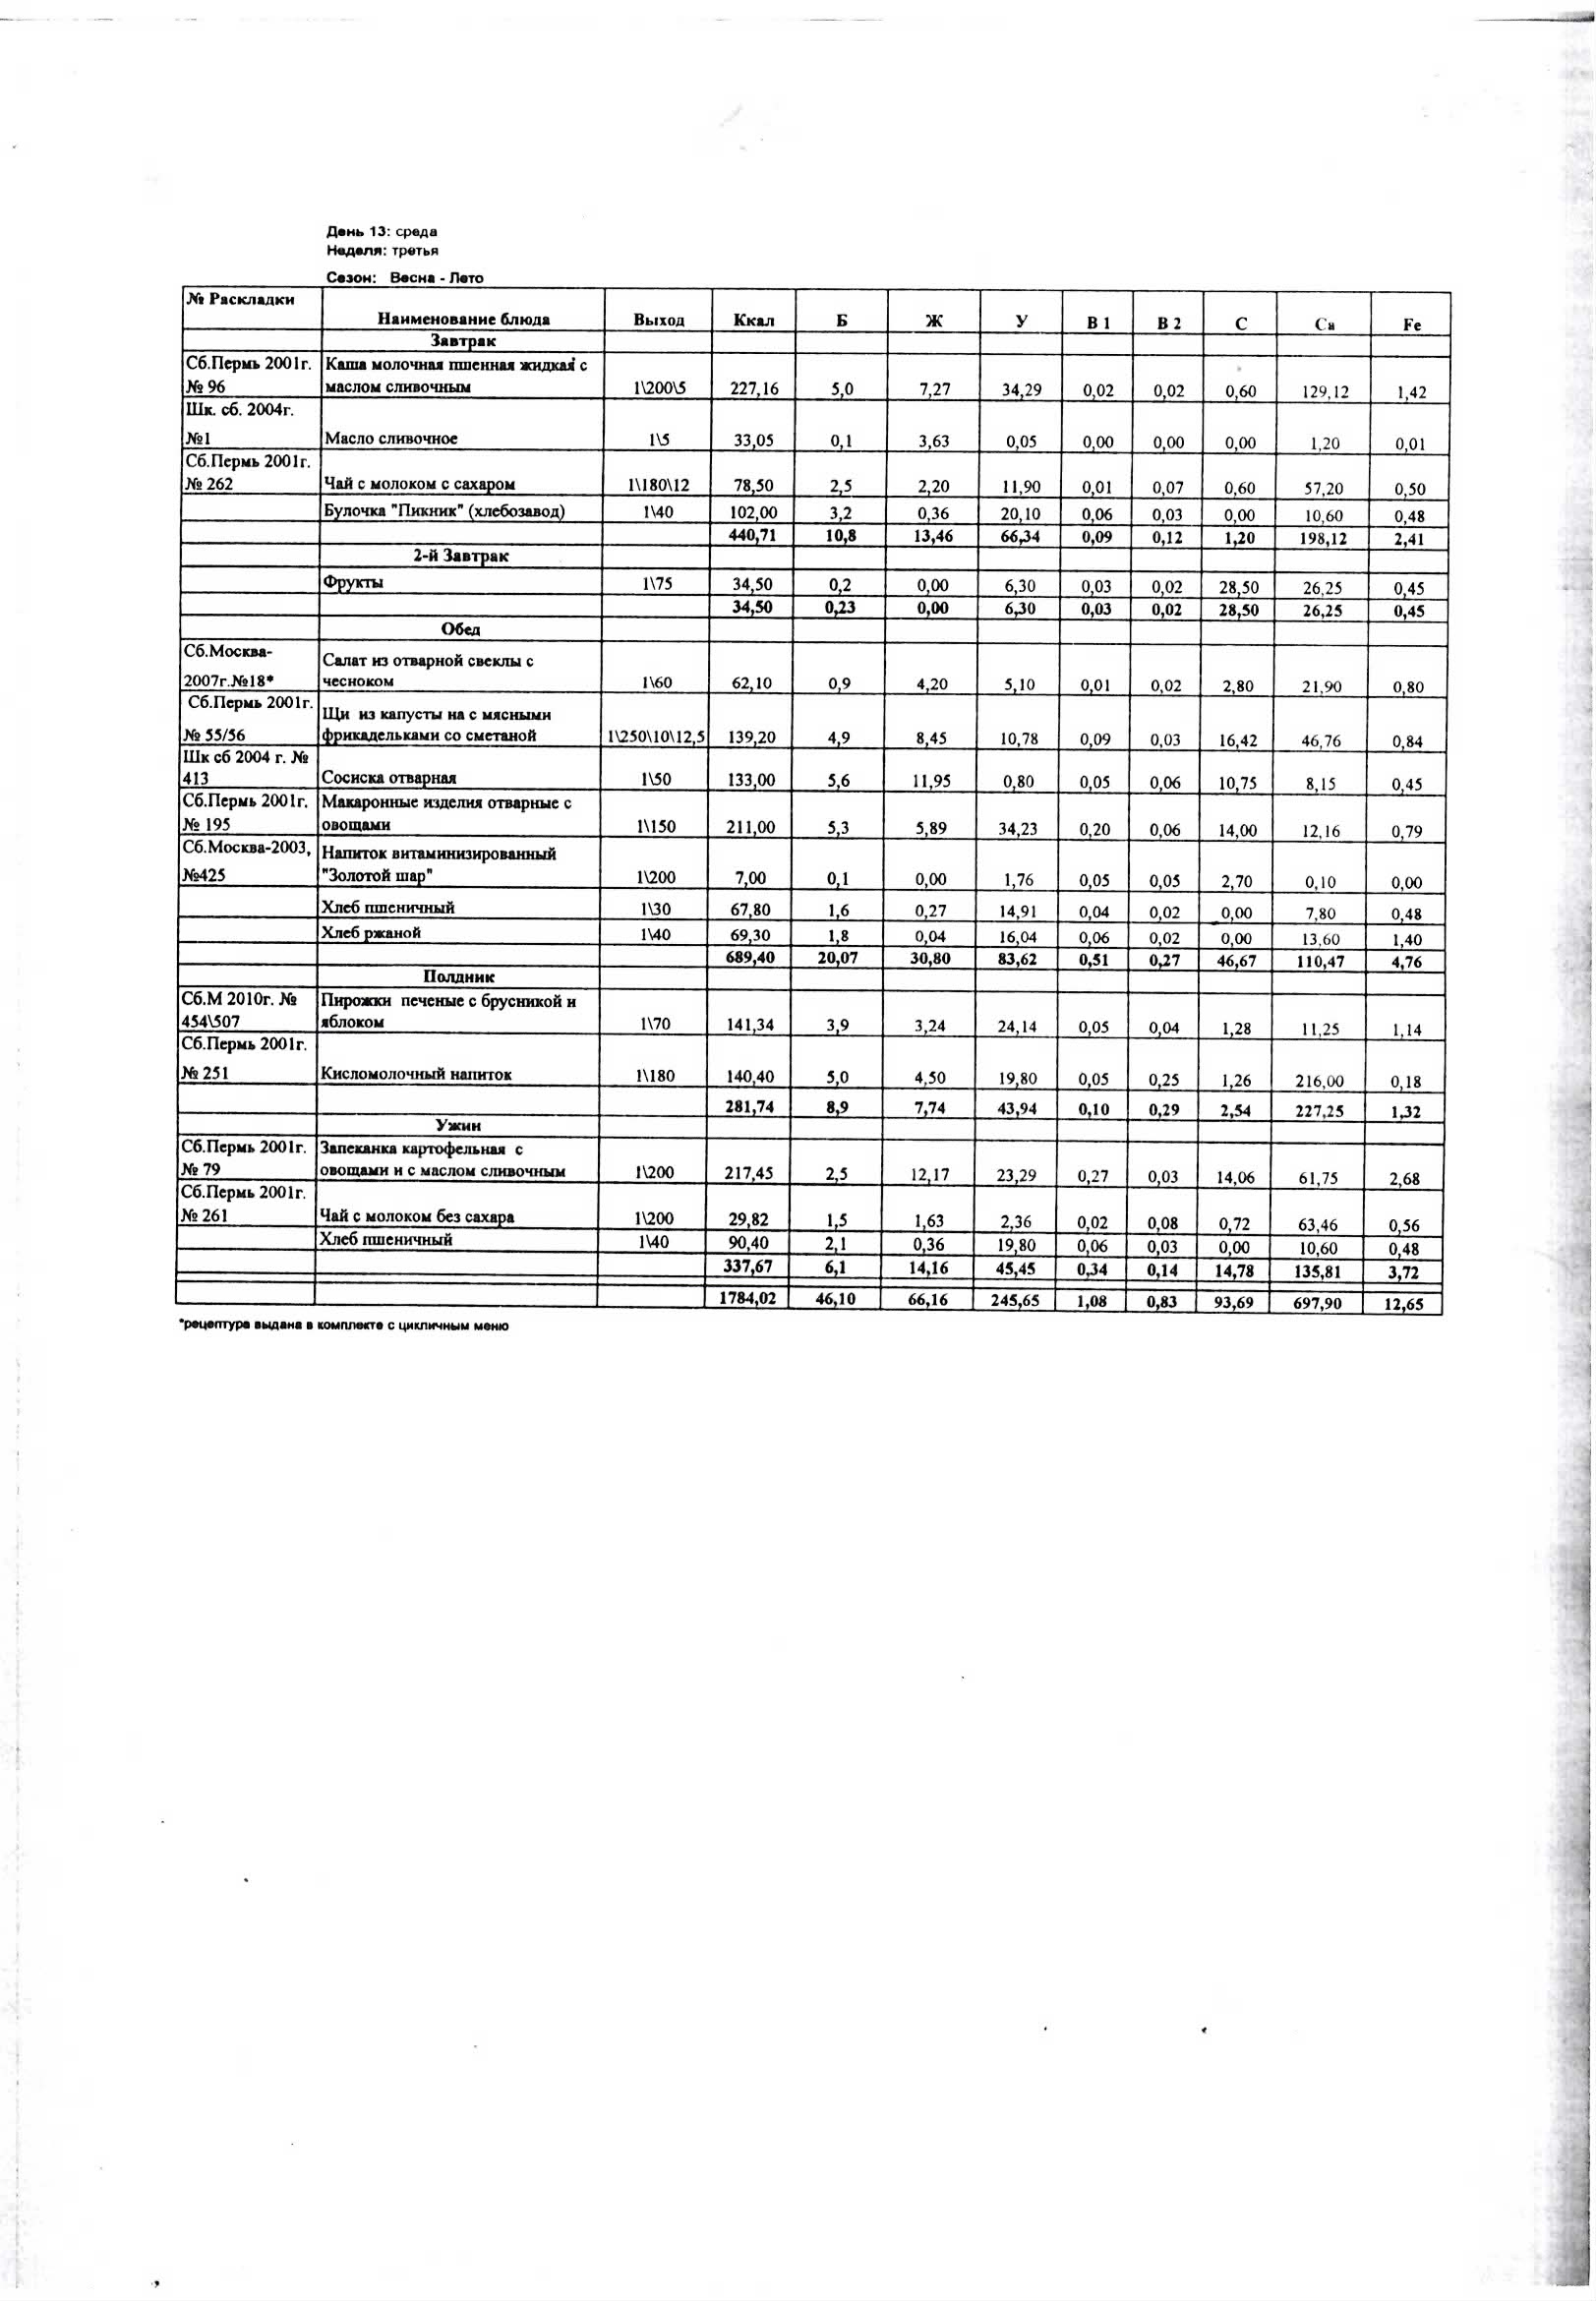 День 13: среда
Неделя: третья
Сезон: Весна - Лето
№ Раскладки Наименование блюда Выход Ккал Б Ж У В 1 В 2 С Са Fe
Завтрак
Сб.Пермь 2001г. Каша молочная пшенная жидкая с
№ 96 маслом сливочным 1\200\5 227,16 5,0 7,27 34,29 0,02 0,02 0,60 129,12 1,42
Шк. сб. 2004г.
№1 Масло сливочное 1\5 33,05 0,1 3,63 0,05 0,00 0,00 0,00 1,20 0,01
Сб.Пермь 2001г.
№ 262 Чай с молоком с сахаром 1\180\12 78,50 2,5 2,20 11,90 0,01 0,07 0,60 57,20 0,50
Булочка "Пикник" (хлебозавод) 1\40 102,00 3,2 0,36 20,10 0,06 0,03 0,00 10,60 0,48
440,71 10,8 13,46 66,34 0,09 0,12 1,20 198,12 2,41
2-й Завтрак
Фрукты 1\75 34,50 0,2 0,00 6,30 0,03 0,02 28,50 26,25 0,45
34,50 0,23 0,00 6,30 0,03 0,02 28,50 26,25 0,45
Обед
Сб.Москва- Салат из отварной свеклы с
2007г.№18* чесноком 1\60 62,10 0,9 4,20 5,10 0,01 0,02 2,80 21,90 0,80
Сб.Пермь 2001г. Щи из капусты на с мясными
№ 55/56 фрикадельками со сметаной 1\250\10\12,5 139,20 4,9 8,45 10,78 0,09 0,03 16,42 46,76 0,84
Шк сб 2004 г. №
413 Сосиска отварная 1\50 133,00 5,6 11,95 0,80 0,05 0,06 10,75 8,15 0,45
Сб.Пермь 2001г. Макаронные изделия отварные с
№ 195 овощами 1\150 211,00 5,3 5,89 34,23 0,20 0,06 14,00 12,16 0,79
Сб.Москва-2003, Напиток витаминизированный
№425 "Золотой шар" 1\200 7,00 0,1 0,00 1,76 0,05 0,05 2,70 0,10 0,00
Хлеб пшеничный 1\30 67,80 1,6 0,27 14,91 0,04 0,02 0,00 7,80 0,48
Хлеб ржаной 1\40 69,30 1,8 0,04 16,04 0,06 0,02 0,00 13,60 1,40
689,40 20,07 30,80 83,62 0,51 0,27 46,67 110,47 4,76
Полдник
Сб.М 2010г. № Пирожки печеные с брусникой и
454\507 яблоком 1\70 141,34 3,9 3,24 24,14 0,05 0,04 1,28 11,25 1,14
Сб.Пермь 2001г.
№ 251 Кисломолочный напиток 1\180 140,40 5,0 4,50 19,80 0,05 0,25 1,26 216,00 0,18
281,74 8,9 7,74 43,94 0,10 0,29 2,54 227,25 1,32
Ужин
Сб.Пермь 2001г. Запеканка картофельная с
№ 79 овощами и с маслом сливочным 1\200 217,45 2,5 12,17 23,29 0,27 0,03 14,06 61,75 2,68
Сб.Пермь 2001г.
№ 261 Чай с молоком без сахара 1\200 29,82 1,5 1,63 2,36 0,02 0,08 0,72 63,46 0,56
Хлеб пшеничный 1\40 90,40 2,1 0,36 19,80 0,06 0,03 0,00 10,60 0,48
337,67 6,1 14,16 45,45 0,34 0,14 14,78 135,81 3,72
1784,02 46,10 66,16 245,65 1,08 0,83 93,69 697,90 12,65
*рецептура выдана в комплекте с цикличным меню